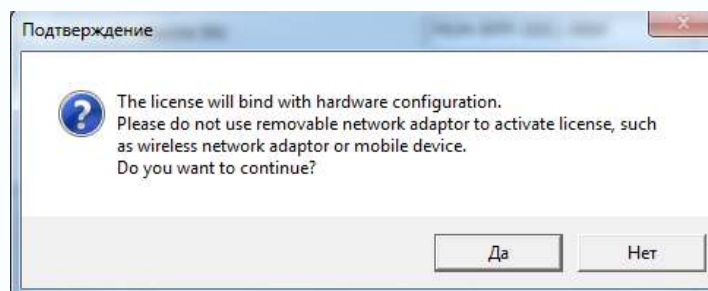 Подтверждение
The license will bind with hardware configuration.
Please do not use removable network adaptor to activate license, such
as wireless network adaptor or mobile device.
Do you want to continue?
Да
Нет